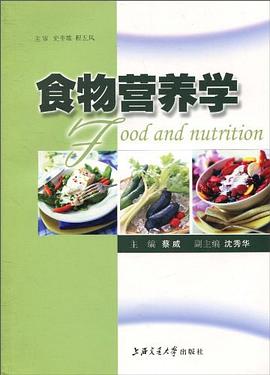 主审 史奎雄 程五凤
食物营养学
Food and nutrition
主 编 蔡 威 副主编 沈秀华
上海交通大学出版社